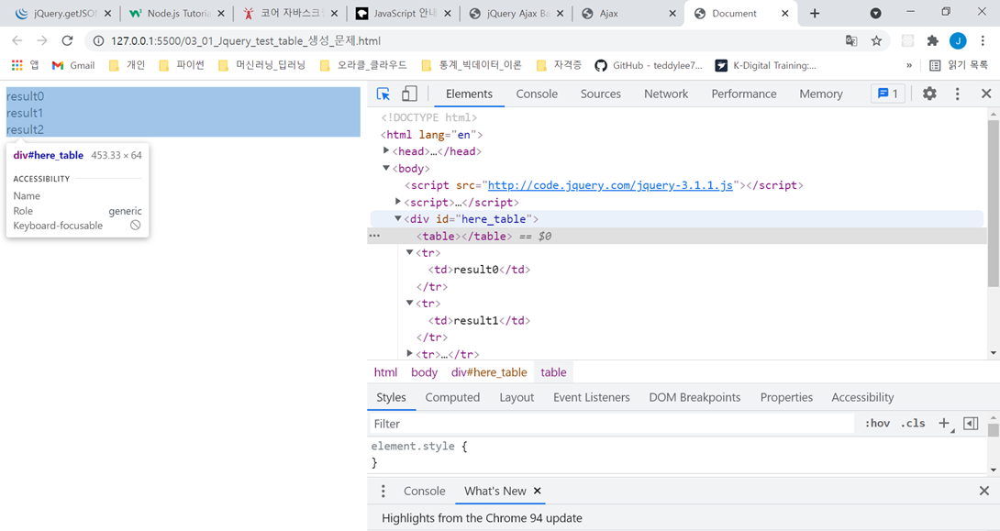 jQuery.getJSON
Node.js Tutoria
코어 자바스크
JavaScript 안내
jQuery Ajax Ba
Ajax
Document
127.0.0.1:5500/03_01_Jquery_test_table_생성_문제.html
앱 Gmail 개인 파이썬 머신러닝_딥러닝 오라클_클라우드 통계_빅데이터_이론 자격증 GitHub - teddylee7... K-Digital Training:... » 읽기 목록
result0
result1
result2
div#here_table 453.33 × 64
ACCESSIBILITY
Name
Role generic
Keyboard-focusable
Elements Console Sources Network Performance Memory 1
<!DOCTYPE html>
<html lang="en">
<head>…</head>
<body>
<script src="http://code.jquery.com/jquery-3.1.1.js"></script>
<script>…</script>
<div id="here_table">
<table></table> == $0
<tr>
<td>result0</td>
</tr>
<tr>
<td>result1</td>
</tr>
<tr>…</tr>
html body div#here_table table
Styles Computed Layout Event Listeners DOM Breakpoints Properties Accessibility
Filter :hov .cls
element.style {
}
Console What's New
Highlights from the Chrome 94 update